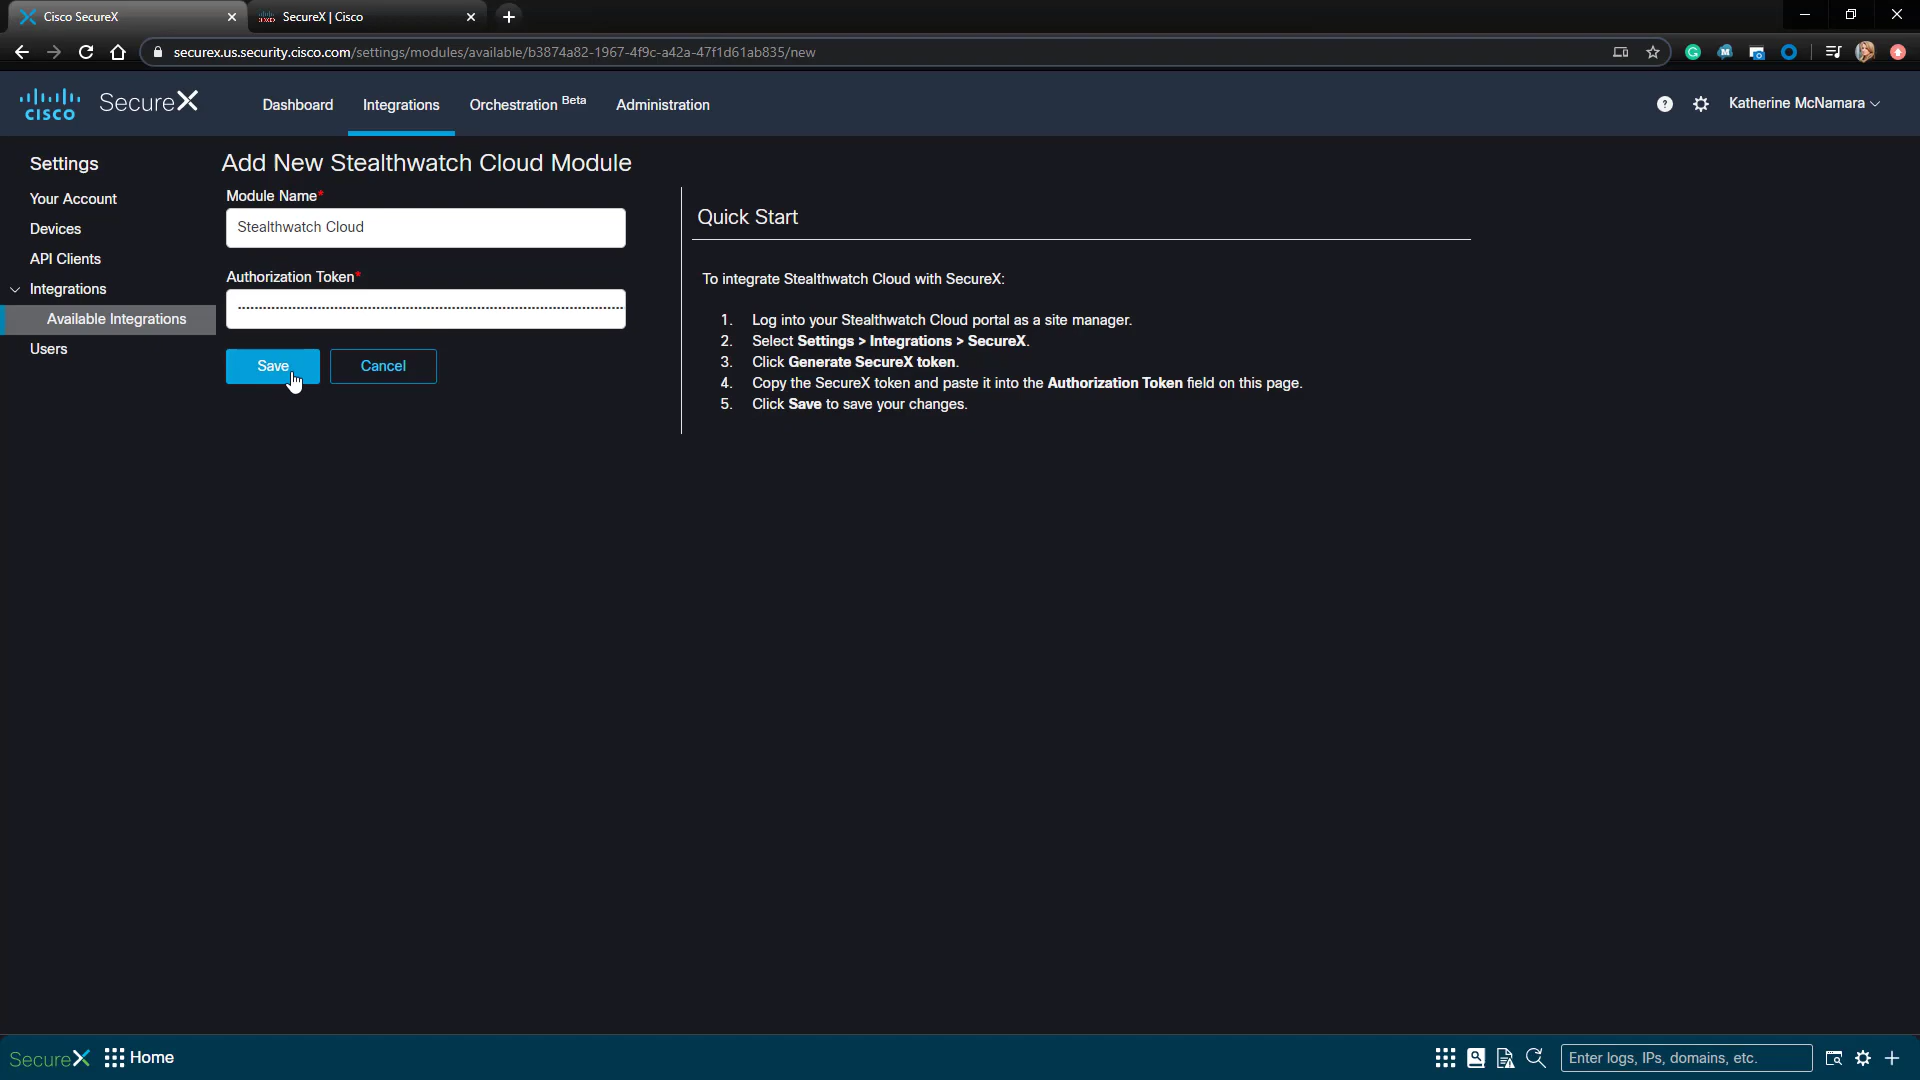 Cisco SecureX
SecureX | Cisco
securex.us.security.cisco.com/settings/modules/available/b3874a82-1967-4f9c-a42a-47f1d61ab835/new
CISCO
SecureX
Dashboard
Integrations
Orchestration Beta
Administration
Katherine McNamara
Settings
Your Account
Devices
API Clients
Integrations
Available Integrations
Users
Add New Stealthwatch Cloud Module
Module Name*
Stealthwatch Cloud
Authorization Token*
Save
Cancel
Quick Start
To integrate Stealthwatch Cloud with SecureX:
1. Log into your Stealthwatch Cloud portal as a site manager.
2. Select Settings > Integrations > SecureX.
3. Click Generate SecureX token.
4. Copy the SecureX token and paste it into the Authorization Token field on this page.
5. Click Save to save your changes.
SecureX
Home
Enter logs, IPs, domains, etc.